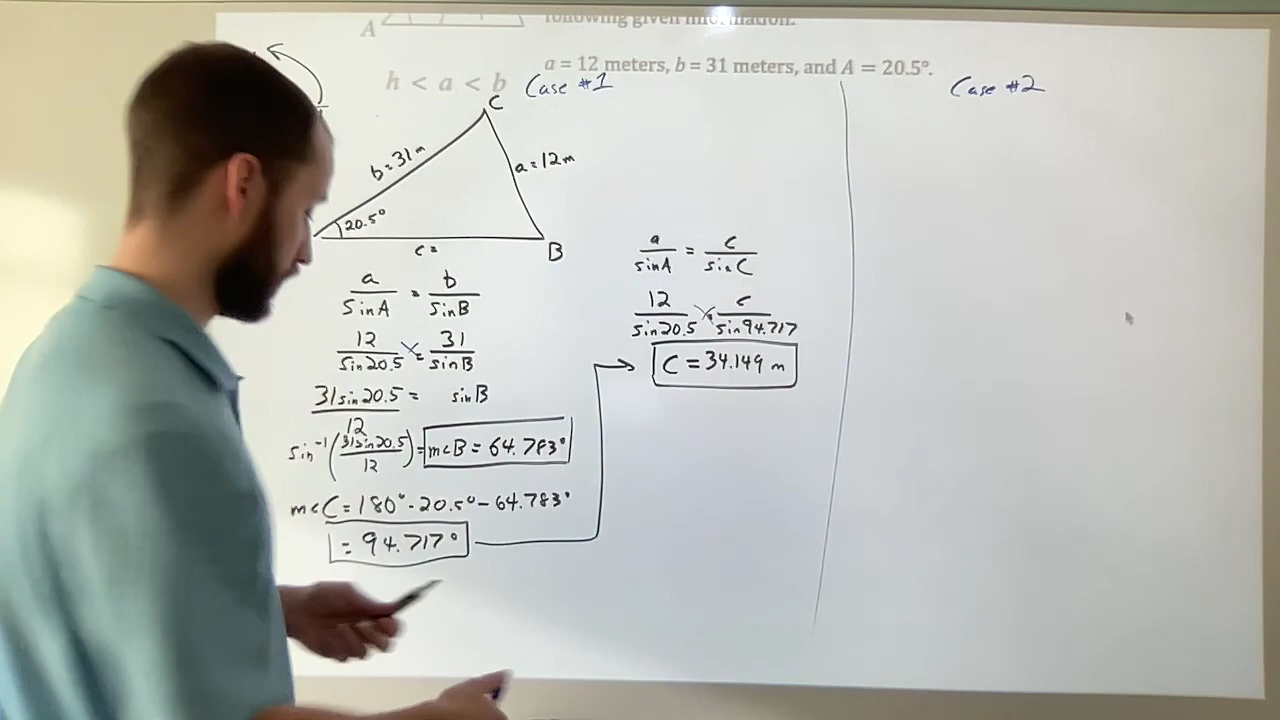 A
following given information.
a = 12 meters, b = 31 meters, and A = 20.5°.
h < a < b
Case #1
C
b = 31m
a = 12m
20.5°
c =
B
a/sinA = b/sinB
12/sin20.5 = 31/sinB
31sin20.5/12 = sinB
sin⁻¹(31sin20.5/12) = m<B = 64.783°
m<C = 180° - 20.5° - 64.783°
= 94.717°
a/sinA = c/sinC
12/sin20.5 = c/sin94.717
C = 34.149 m
Case #2